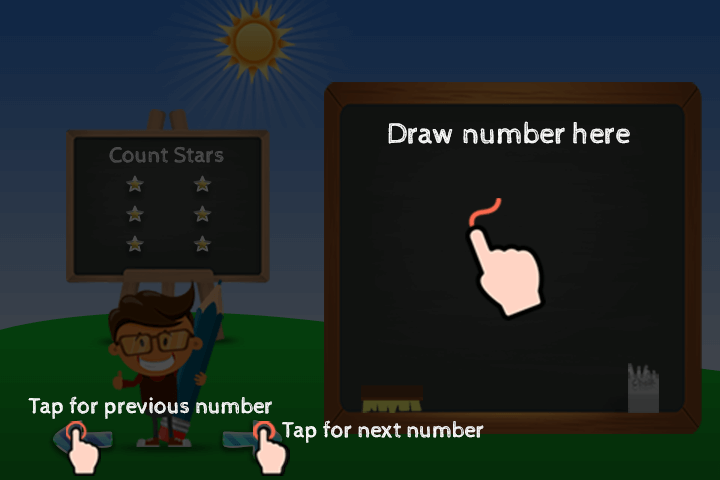 Draw number here
Count Stars
Tap for previous number
Tap for next number